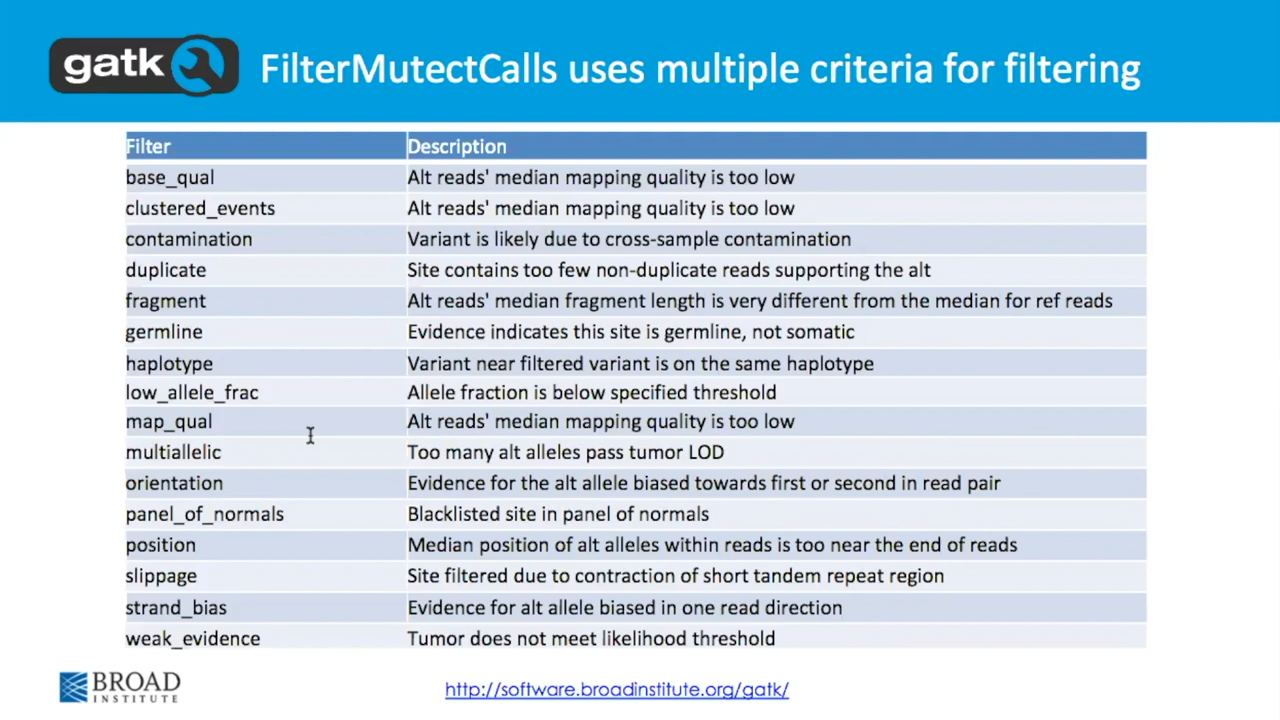 gatk FilterMutectCalls uses multiple criteria for filtering
Filter Description
base_qual Alt reads' median mapping quality is too low
clustered_events Alt reads' median mapping quality is too low
contamination Variant is likely due to cross-sample contamination
duplicate Site contains too few non-duplicate reads supporting the alt
fragment Alt reads' median fragment length is very different from the median for ref reads
germline Evidence indicates this site is germline, not somatic
haplotype Variant near filtered variant is on the same haplotype
low_allele_frac Allele fraction is below specified threshold
map_qual Alt reads' median mapping quality is too low
multiallelic Too many alt alleles pass tumor LOD
orientation Evidence for the alt allele biased towards first or second in read pair
panel_of_normals Blacklisted site in panel of normals
position Median position of alt alleles within reads is too near the end of reads
slippage Site filtered due to contraction of short tandem repeat region
strand_bias Evidence for alt allele biased in one read direction
weak_evidence Tumor does not meet likelihood threshold
BROAD
INSTITUTE
http://software.broadinstitute.org/gatk/